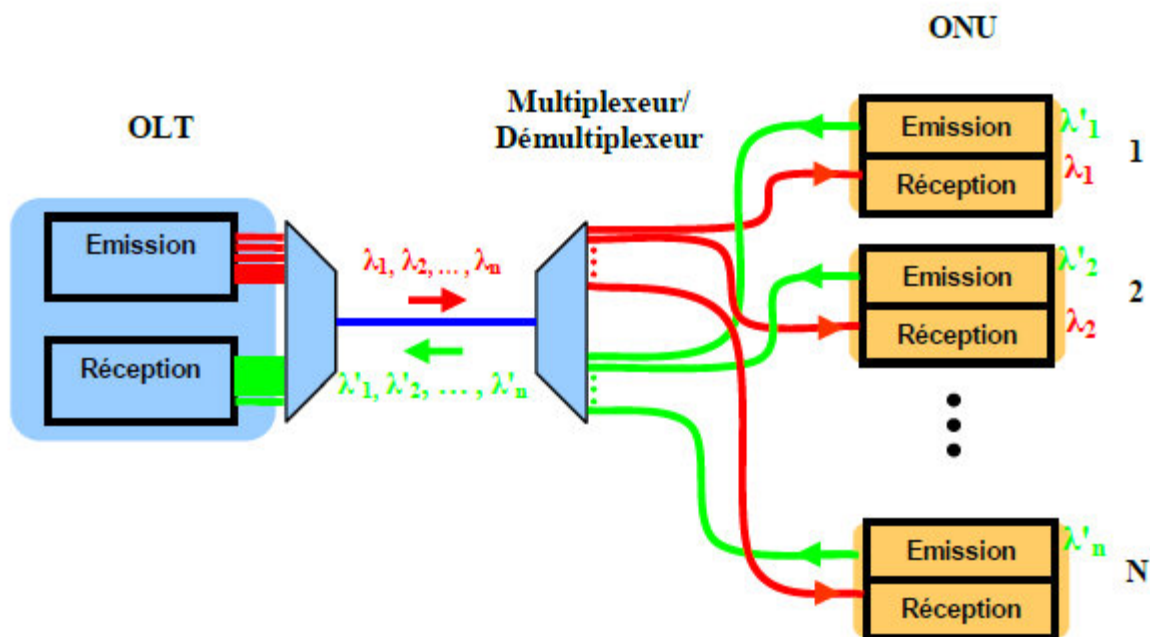 ONU
OLT
Multiplexeur/
Démultiplexeur
Emission
Réception
λ1, λ2, ... , λn
λ'1, λ'2, ... , λ'n
Emission
λ'1
Réception
λ1
1
Emission
λ'2
Réception
λ2
2
Emission
λ'n
Réception
N